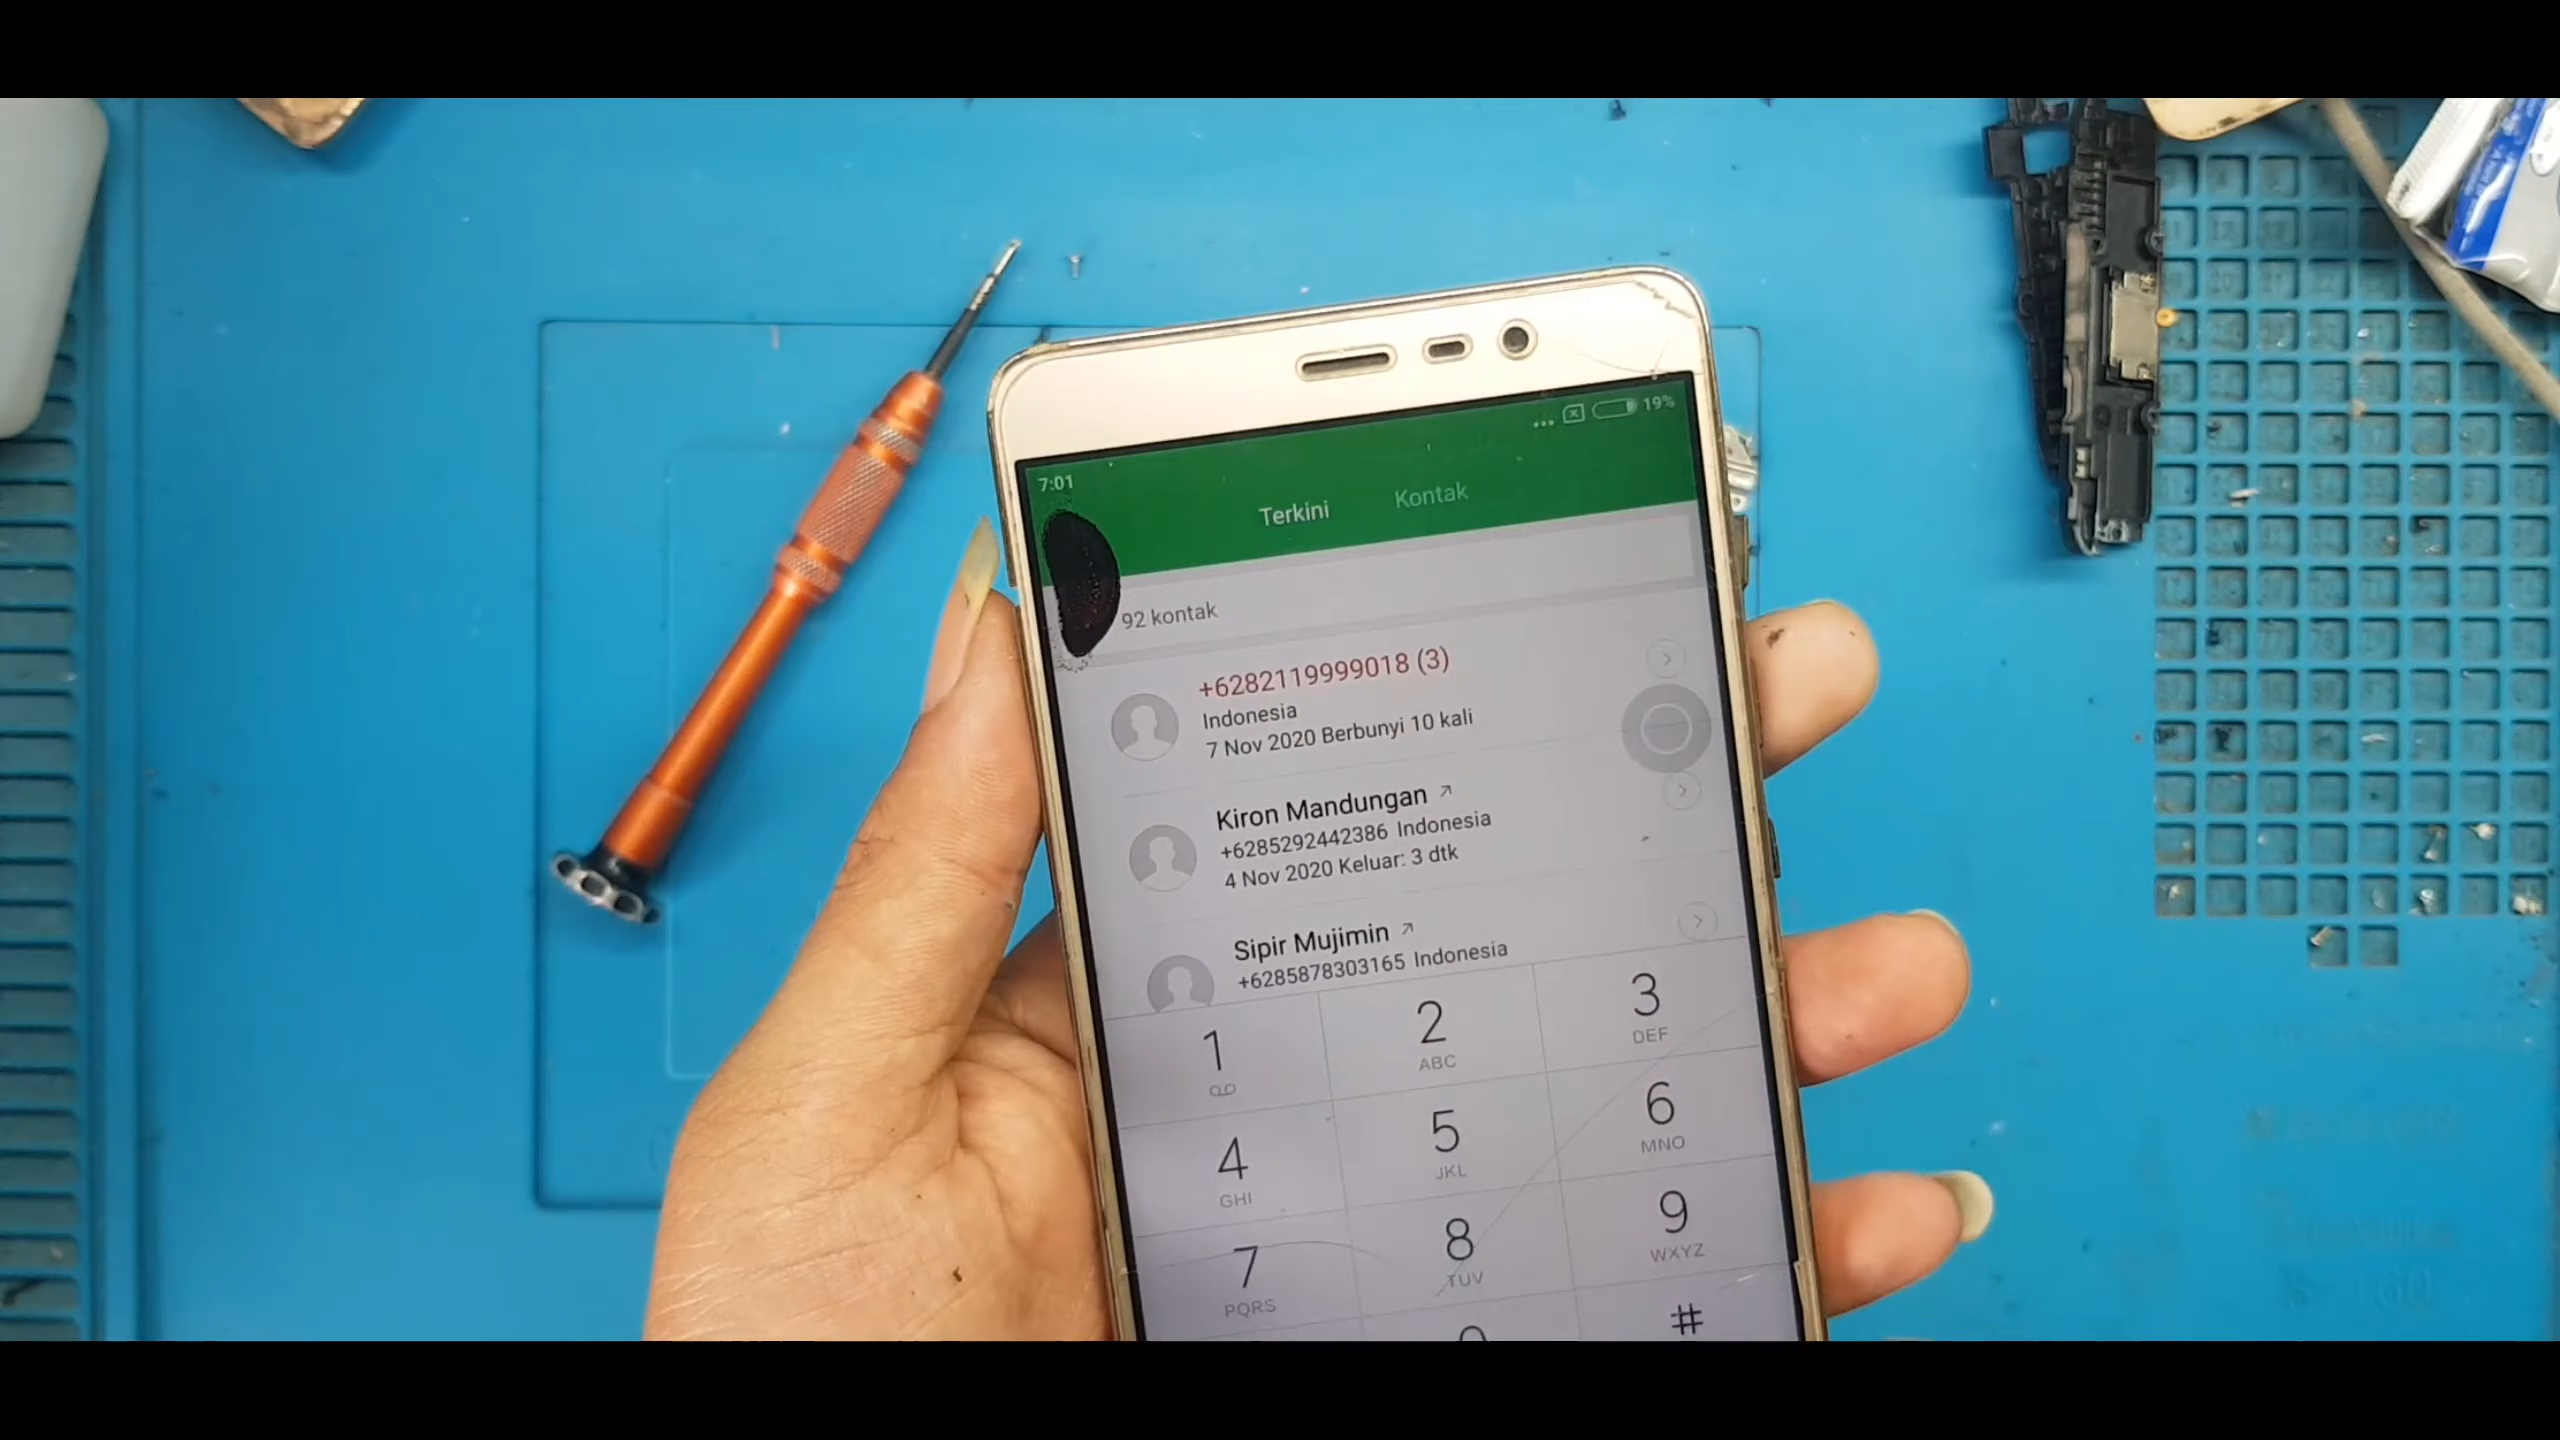 7:01
19%
Terkini Kontak
92 kontak
+6282119999018 (3)
Indonesia
7 Nov 2020 Berbunyi 10 kali
Kiron Mandungan
+6285292442386 Indonesia
4 Nov 2020 Keluar: 3 dtk
Sipir Mujimin
+6285878303165 Indonesia
1 2 3
ABC DEF
4 5 6
GHI JKL MNO
7 8 9
PQRS TUV WXYZ
#